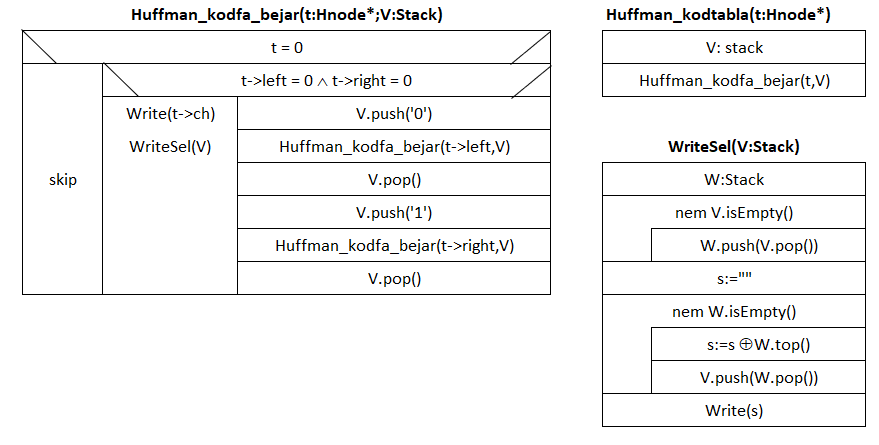 Huffman_kodfa_bejar(t:Hnode*;V:Stack)
t = 0
t->left = 0 ∧ t->right = 0
skip
Write(t->ch)
WriteSel(V)
V.push('0')
Huffman_kodfa_bejar(t->left,V)
V.pop()
V.push('1')
Huffman_kodfa_bejar(t->right,V)
V.pop()
Huffman_kodtabla(t:Hnode*)
V: stack
Huffman_kodfa_bejar(t,V)
WriteSel(V:Stack)
W:Stack
nem V.isEmpty()
W.push(V.pop())
s:=""
nem W.isEmpty()
s:=s ⊕W.top()
V.push(W.pop())
Write(s)